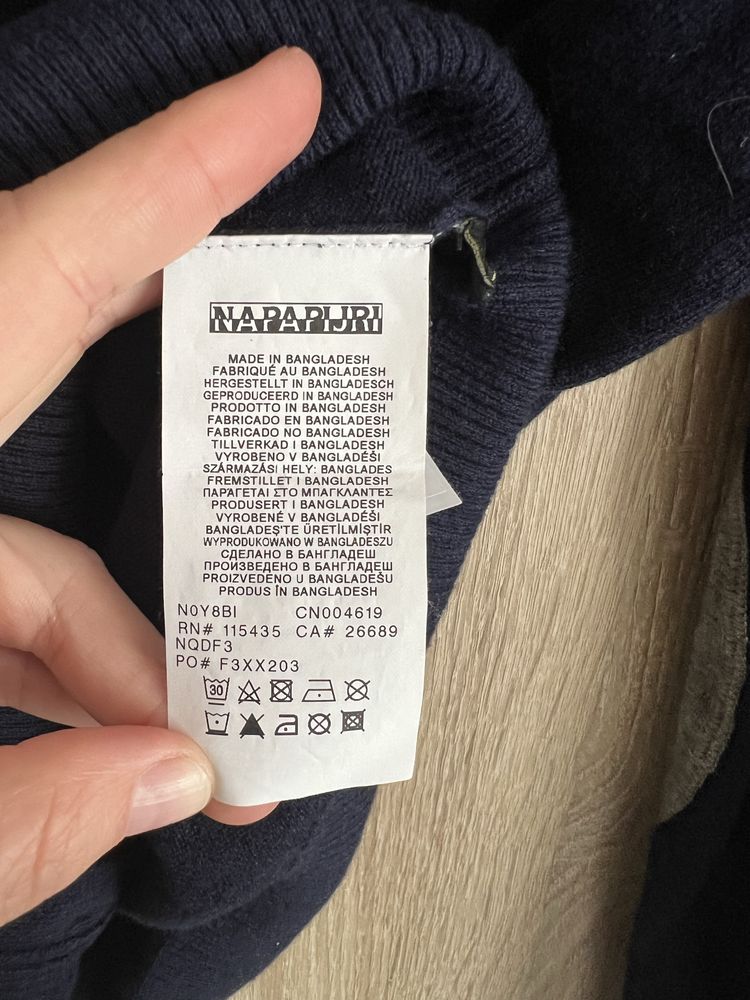 NAPAPIJRI
MADE IN BANGLADESH
FABRIQUÉ AU BANGLADESH
HERGESTELLT IN BANGLADESCH
GEPRODUCEERD IN BANGLADESH
PRODOTTO IN BANGLADESH
FABRICADO EN BANGLADESH
FABRICADO NO BANGLADESH
TILLVERKAD I BANGLADESH
VYROBENO V BANGLADÉŠI
SZÁRMAZÁSI HELY: BANGLADES
FREMSTILLET I BANGLADESH
ΠΑΡΑΓΕΤΑΙ ΣΤΟ ΜΠΑΓΚΛΑΝΤΕΣ
PRODUSERT I BANGLADESH
VYROBENÉ V BANGLADÉŠI
BANGLADEŞ'TE ÜRETİLMİŞTİR
WYPRODUKOWANO W BANGLADESZU
СДЕЛАНО В БАНГЛАДЕШ
ПРОИЗВЕДЕНО В БАНГЛАДЕШ
PROIZVEDENO U BANGLADEŠU
PRODUS ÎN BANGLADESH
N0Y8BI CN004619
RN# 115435 CA# 26689
NQDF3
PO# F3XX203
30